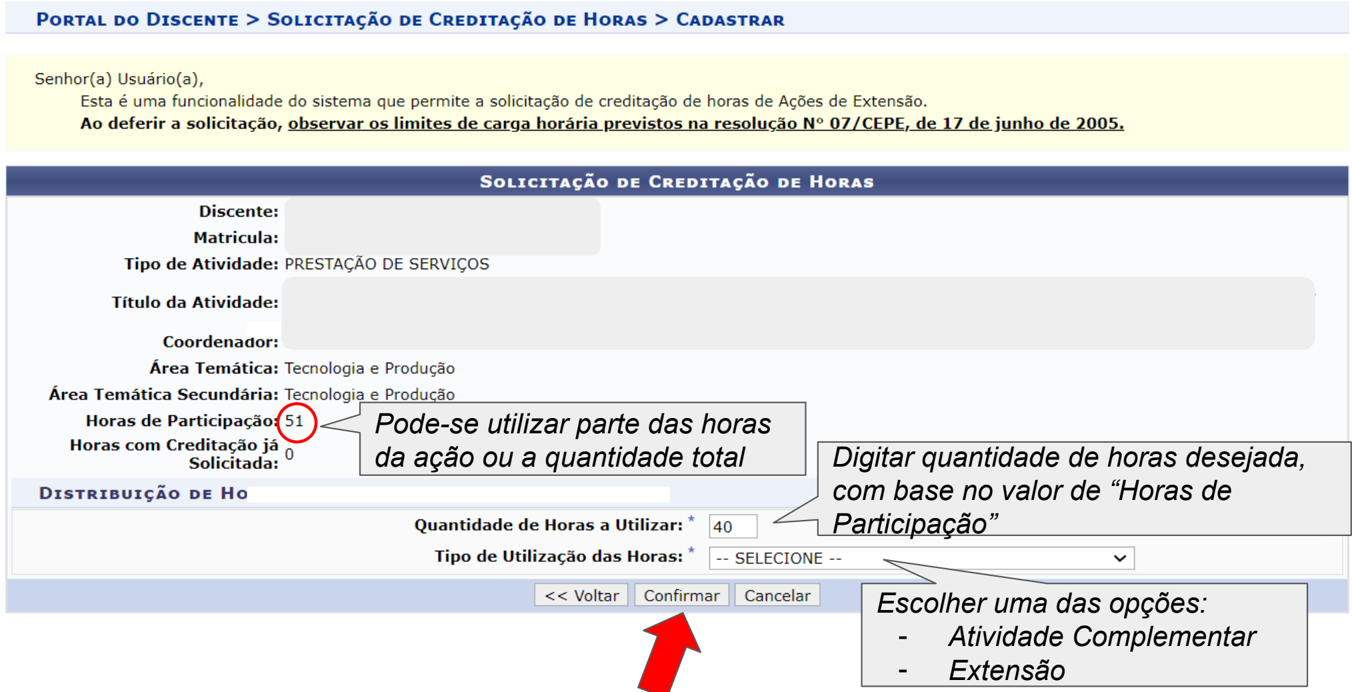 PORTAL DO DISCENTE > SOLICITAÇÃO DE CREDITAÇÃO DE HORAS > CADASTRAR
Senhor(a) Usuário(a),
Esta é uma funcionalidade do sistema que permite a solicitação de creditação de horas de Ações de Extensão.
Ao deferir a solicitação, observar os limites de carga horária previstos na resolução N° 07/CEPE, de 17 de junho de 2005.
SOLICITAÇÃO DE CREDITAÇÃO DE HORAS
Discente:
Matricula:
Tipo de Atividade: PRESTAÇÃO DE SERVIÇOS
Título da Atividade:
Coordenador:
Área Temática: Tecnologia e Produção
Área Temática Secundária: Tecnologia e Produção
Horas de Participação: 51
Pode-se utilizar parte das horas
da ação ou a quantidade total
Horas com Creditação já
Solicitada: 0
Digitar quantidade de horas desejada,
com base no valor de “Horas de
Participação”
DISTRIBUIÇÃO DE HO
Quantidade de Horas a Utilizar: * 40
Tipo de Utilização das Horas: * -- SELECIONE --
<< Voltar Confirmar Cancelar
Escolher uma das opções:
- Atividade Complementar
- Extensão